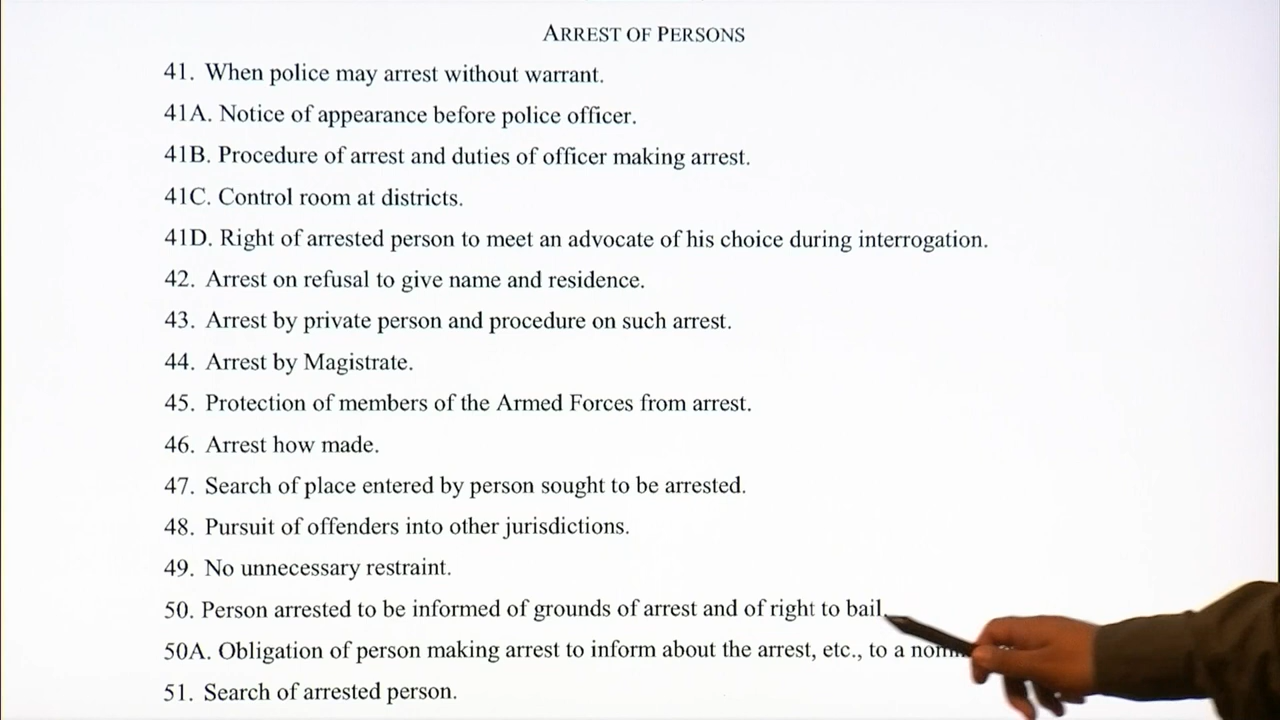 ARREST OF PERSONS
41. When police may arrest without warrant.
41A. Notice of appearance before police officer.
41B. Procedure of arrest and duties of officer making arrest.
41C. Control room at districts.
41D. Right of arrested person to meet an advocate of his choice during interrogation.
42. Arrest on refusal to give name and residence.
43. Arrest by private person and procedure on such arrest.
44. Arrest by Magistrate.
45. Protection of members of the Armed Forces from arrest.
46. Arrest how made.
47. Search of place entered by person sought to be arrested.
48. Pursuit of offenders into other jurisdictions.
49. No unnecessary restraint.
50. Person arrested to be informed of grounds of arrest and of right to bail.
50A. Obligation of person making arrest to inform about the arrest, etc., to a
51. Search of arrested person.